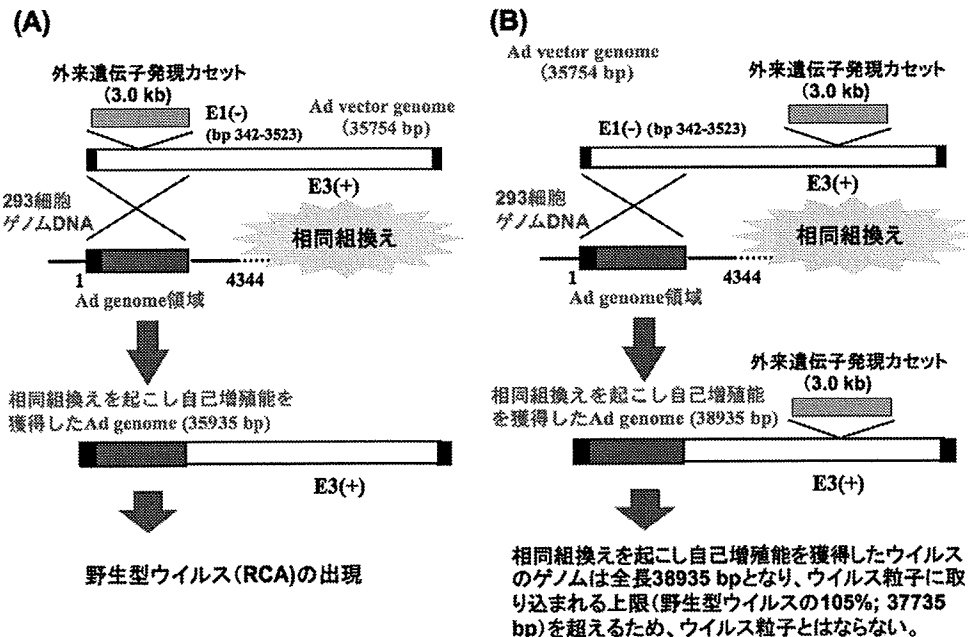 (A)
外来遺伝子発現カセット
(3.0 kb)
E1(-)
(bp 342-3523)
Ad vector genome
(35754 bp)
E3(+)
293細胞
ゲノムDNA
相同組換え
1
4344
Ad genome領域
相同組換えを起こし自己増殖能を
獲得したAd genome (35935 bp)
E3(+)
野生型ウイルス(RCA)の出現
(B)
Ad vector genome
(35754 bp)
外来遺伝子発現カセット
(3.0 kb)
E1(-) (bp 342-3523)
E3(+)
293細胞
ゲノムDNA
相同組換え
1
4344
Ad genome領域
外来遺伝子発現カセット
(3.0 kb)
相同組換えを起こし自己増殖能
を獲得したAd genome (38935 bp)
E3(+)
相同組換えを起こし自己増殖能を獲得したウイルス
のゲノムは全長38935 bpとなり、ウイルス粒子に取
り込まれる上限(野生型ウイルスの105%; 37735
bp)を超えるため、ウイルス粒子とはならない。